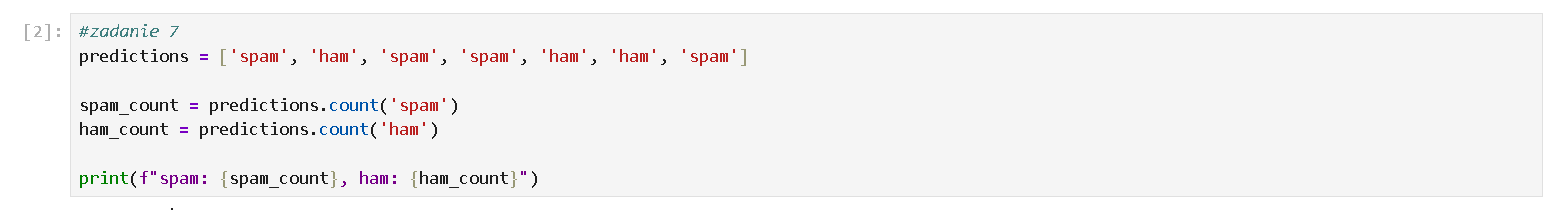 [2]: #zadanie 7
predictions = ['spam', 'ham', 'spam', 'spam', 'ham', 'ham', 'spam']
spam_count = predictions.count('spam')
ham_count = predictions.count('ham')
print(f"spam: {spam_count}, ham: {ham_count}")